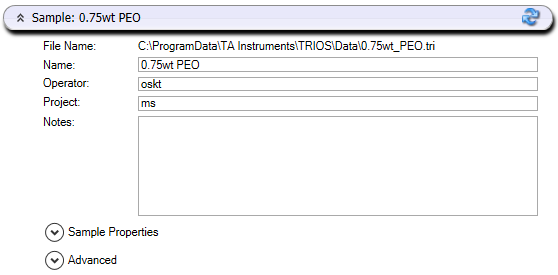 Sample: 0.75wt PEO
File Name: C:\ProgramData\TA Instruments\TRIOS\Data\0.75wt_PEO.tri
Name: 0.75wt PEO
Operator: oskt
Project: ms
Notes:
Sample Properties
Advanced